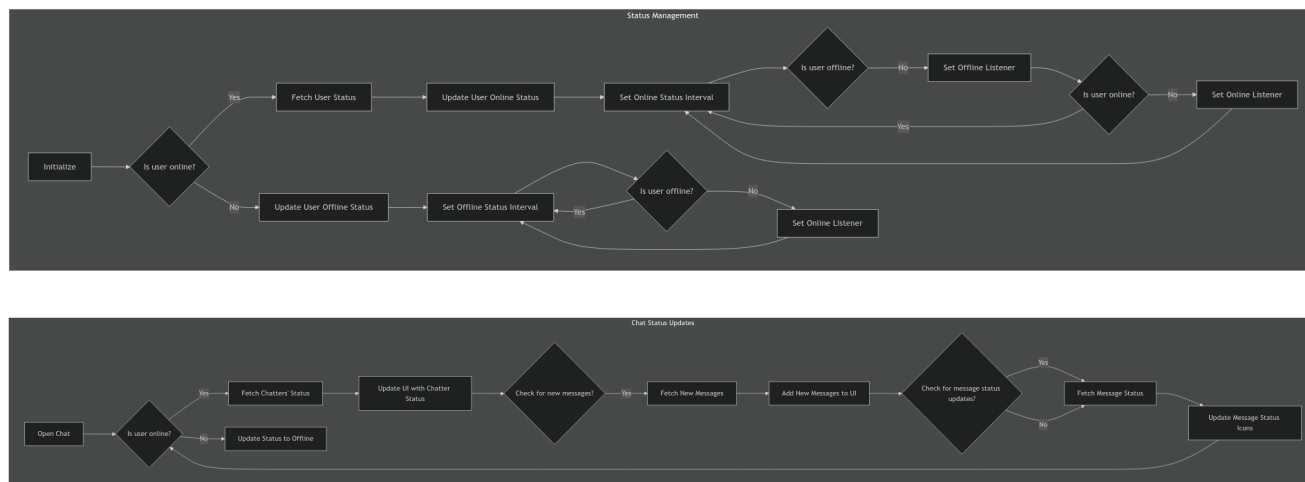 Status Management
Initialize
Is user online?
Yes
Fetch User Status
Update User Online Status
Set Online Status Interval
Is user offline?
No
Set Offline Listener
Is user online?
Yes
No
Set Online Listener
No
Update User Offline Status
Set Offline Status Interval
Is user offline?
Yes
No
Set Online Listener
Chat Status Updates
Open Chat
Is user online?
Yes
Fetch Chatters' Status
Update UI with Chatter
Status
No
Update Status to Offline
Check for new messages?
Yes
Fetch New Messages
Add New Messages to UI
Check for message status
updates?
Yes
No
Fetch Message Status
Update Message Status
Icons